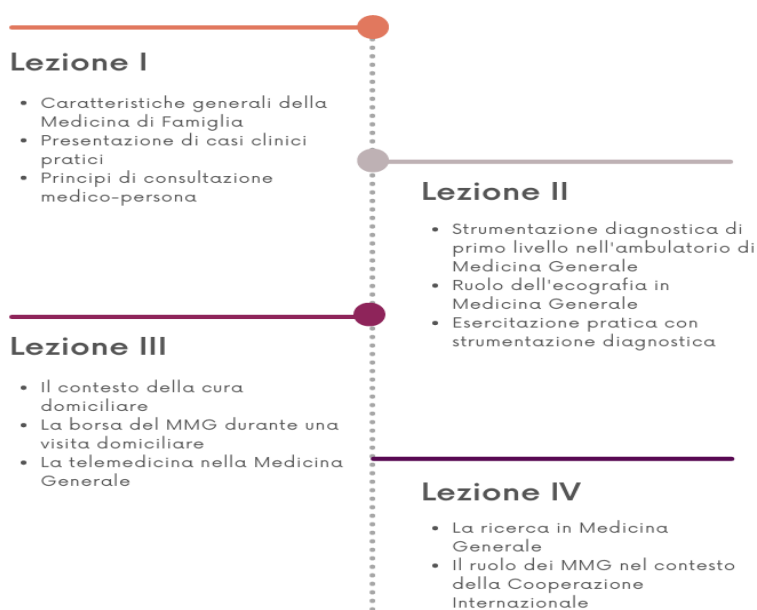 Lezione I
• Caratteristiche generali della
Medicina di Famiglia
• Presentazione di casi clinici
pratici
• Principi di consultazione
medico-persona
Lezione II
• Strumentazione diagnostica di
primo livello nell'ambulatorio di
Medicina Generale
• Ruolo dell'ecografia in
Medicina Generale
• Esercitazione pratica con
strumentazione diagnostica
Lezione III
• Il contesto della cura
domiciliare
• La borsa del MMG durante una
visita domiciliare
• La telemedicina nella Medicina
Generale
Lezione IV
• La ricerca in Medicina
Generale
• Il ruolo dei MMG nel contesto
della Cooperazione
Internazionale